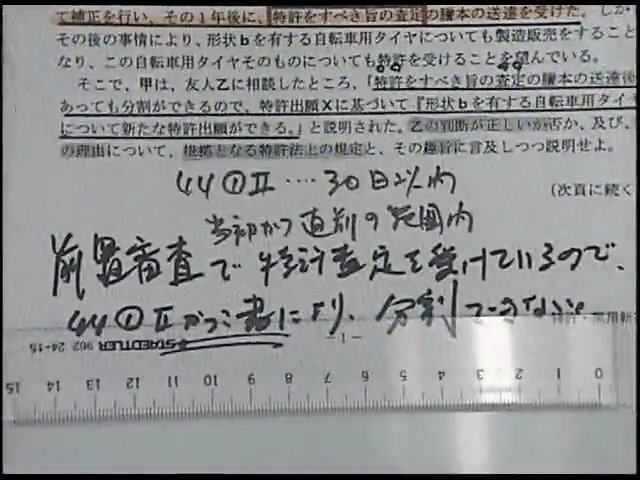 て補正を行い、その1年後に、特許をすべき旨の査定の謄本の送達を受けた。しか
その後の事情により、形状bを有する自転車用タイヤについても製造販売をすること
なり、この自転車用タイヤそのものについても特許を受けることを望んでいる。
そこで、甲は、友人乙に相談したところ、「特許をすべき旨の査定の謄本の送達後
あっても分割ができるので、特許出願Xに基づいて『形状bを有する自転車用タイ
について新たな特許出願ができる。」と説明された。乙の判断が正しいか否か、及び、
の理由について、根拠となる特許法上の規定と、その趣旨に言及しつつ説明せよ。
44①Ⅱ‥‥30日以内
(次頁に続く
当初かつ直前の範囲内
前置審査で特許査定を受けているので、
44①Ⅱかっこ書により、分割できない
-1-
STAEDTLER 962 24-15
15 14 13 12 11 10 9 8 7 6 5 4 3 2 1 0